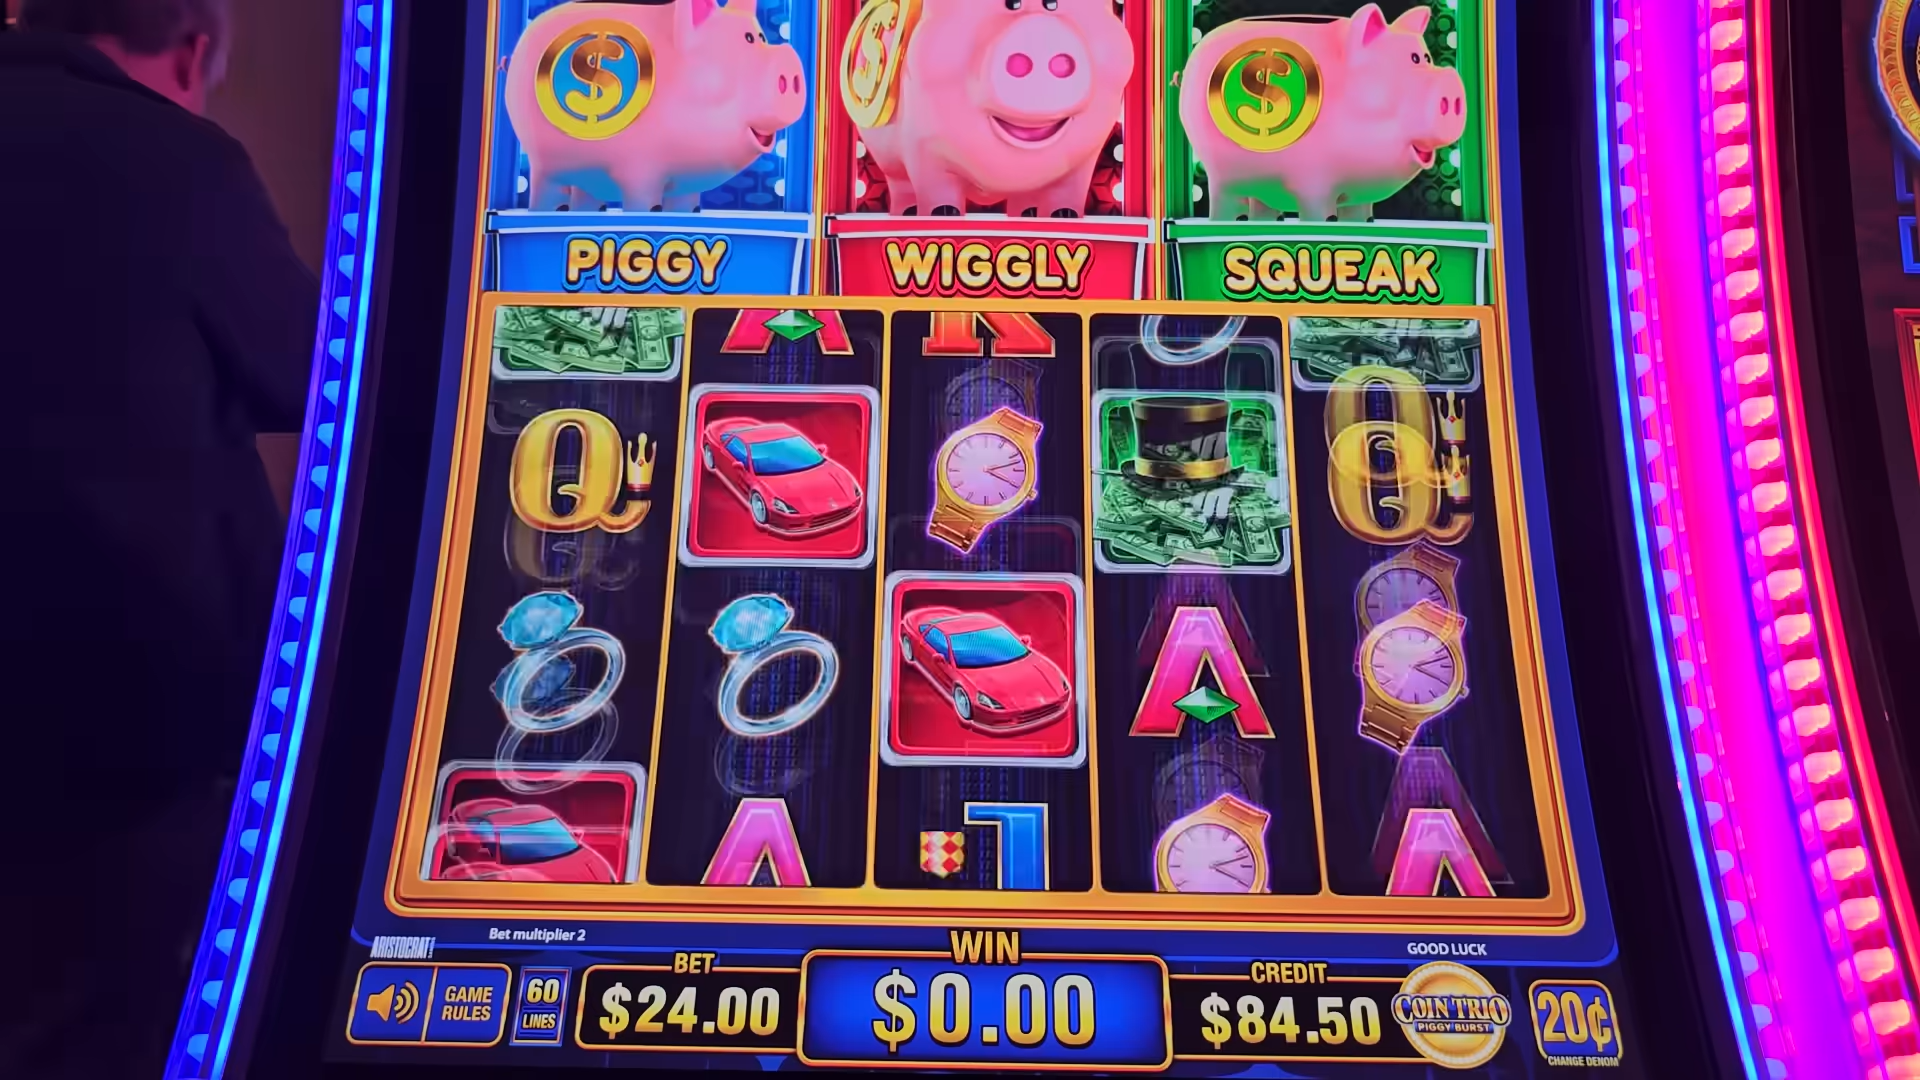 PIGGY
WIGGLY
SQUEAK
A
K
Q
Q
A
A
J
A
ARISTOCRAT
Bet multiplier 2
WIN
GOOD LUCK
GAME
RULES
60
LINES
BET
$24.00
$0.00
CREDIT
$84.50
COIN TRIO
PIGGY BURST
20¢
CHANGE DENOM